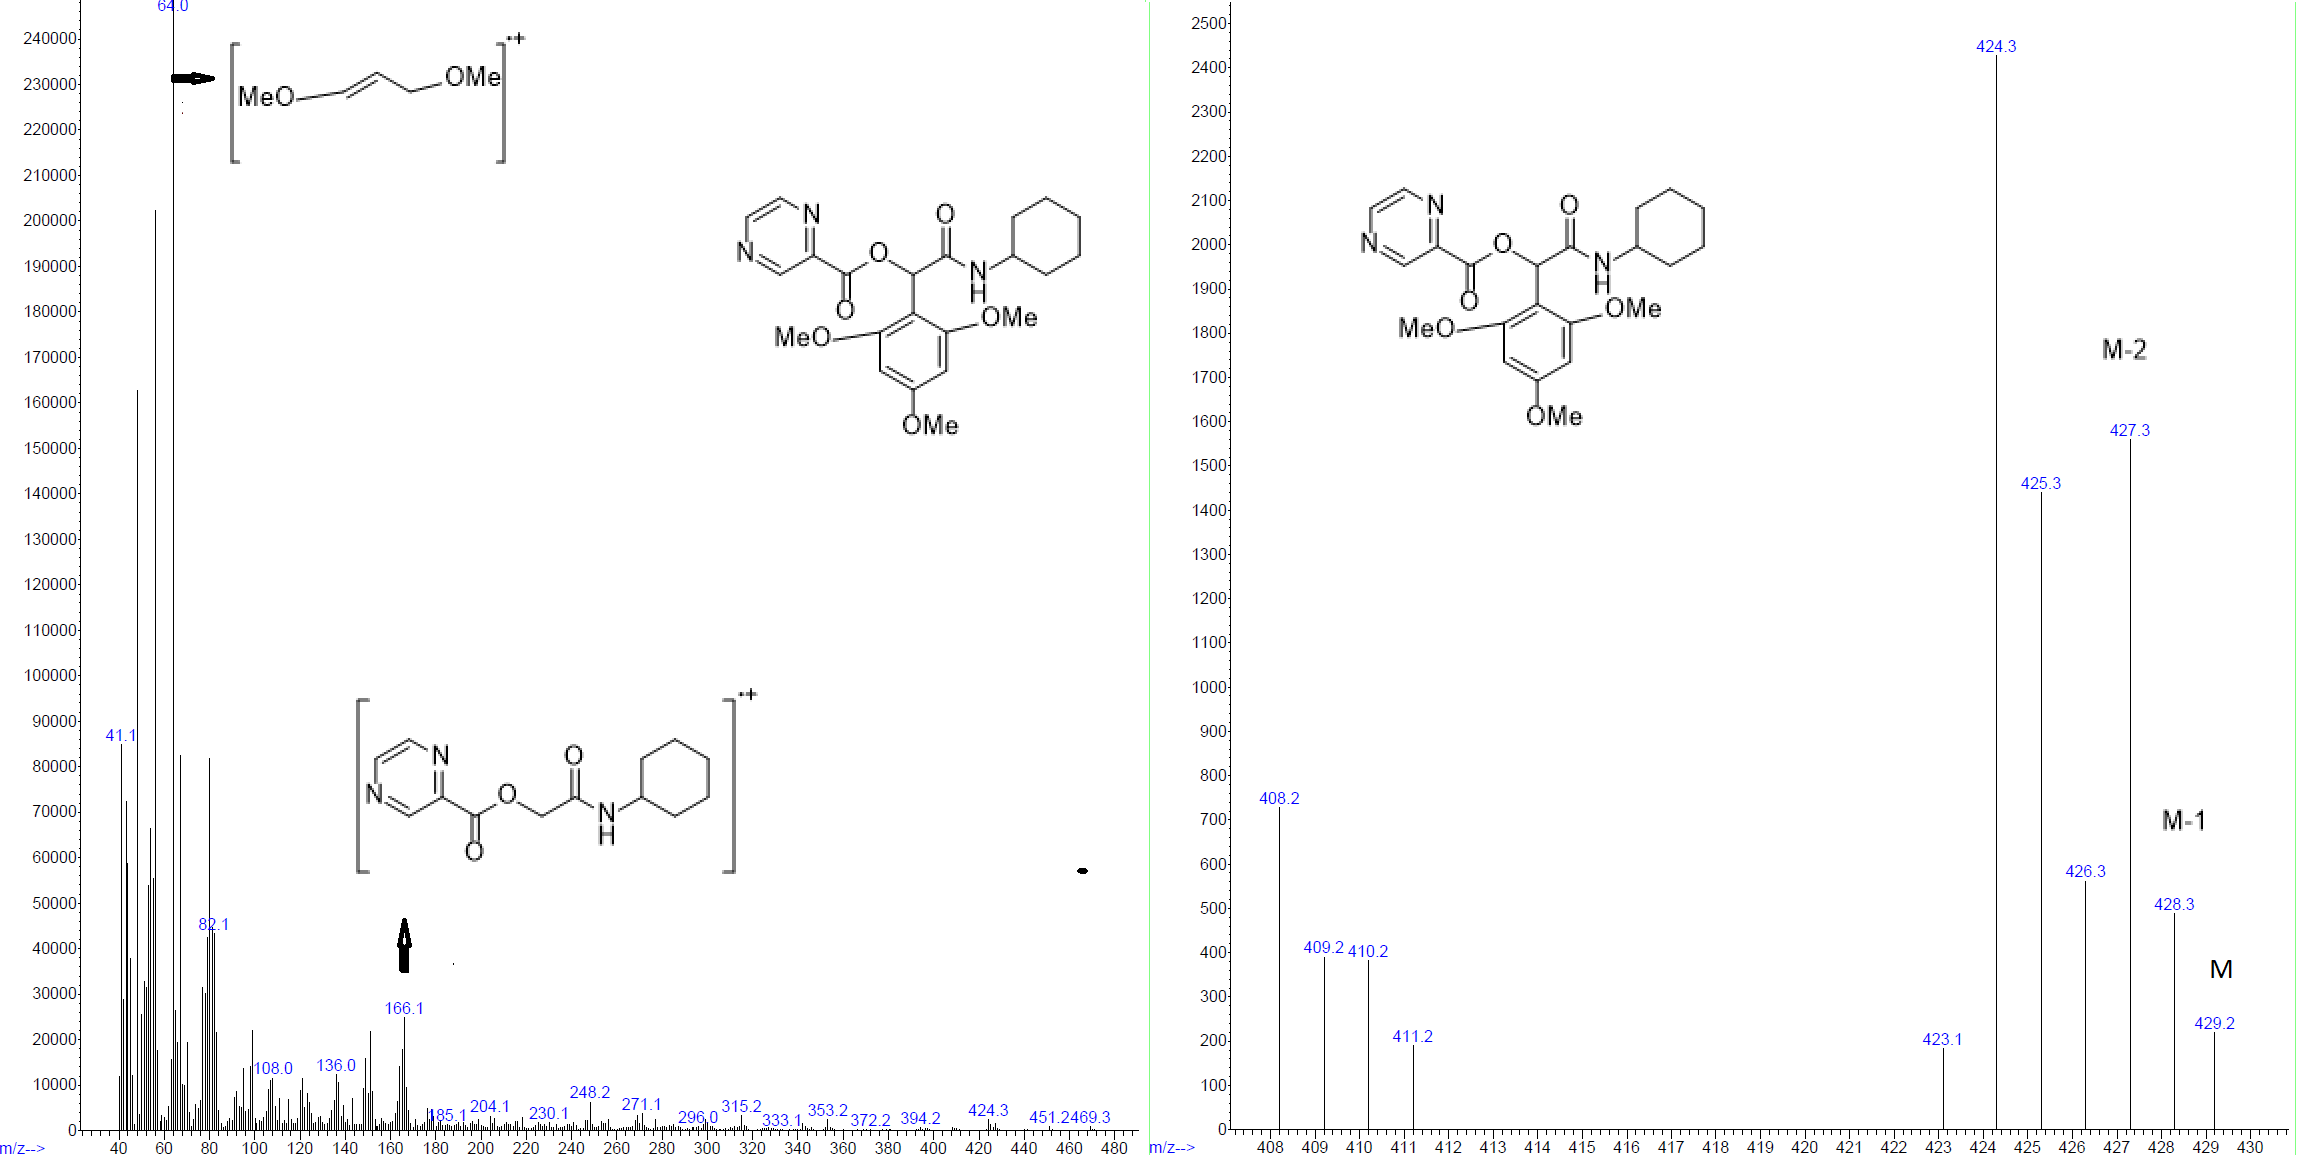 64.0
240000
230000
220000
210000
200000
190000
180000
170000
160000
150000
140000
130000
120000
110000
100000
90000
80000
70000
60000
50000
40000
30000
20000
10000
0
MeO OMe
·+
N
N
O
O
O
N
H
MeO
OMe
OMe
·+
N
N
O
O
O
N
H
41.1
82.1
108.0
136.0
166.1
185.1
204.1
230.1
248.2
271.1
296.0
315.2
333.1
353.2
372.2
394.2
424.3
451.2
469.3
m/z-->
40 60 80 100 120 140 160 180 200 220 240 260 280 300 320 340 360 380 400 420 440 460 480
2500
2400
2300
2200
2100
2000
1900
1800
1700
1600
1500
1400
1300
1200
1100
1000
900
800
700
600
500
400
300
200
100
0
N
N
O
O
O
N
H
MeO
OMe
OMe
424.3
M-2
427.3
425.3
408.2
M-1
426.3
428.3
409.2 410.2
M
429.2
411.2
423.1
m/z-->
408 409 410 411 412 413 414 415 416 417 418 419 420 421 422 423 424 425 426 427 428 429 430